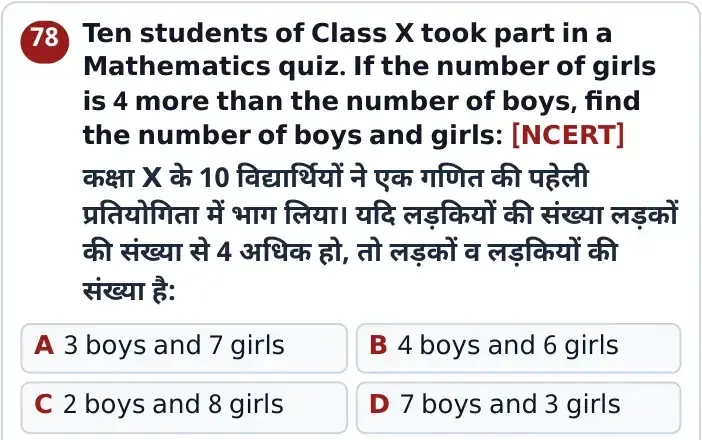 78 Ten students of Class X took part in a
Mathematics quiz. If the number of girls
is 4 more than the number of boys, find
the number of boys and girls: [NCERT]
कक्षा X के 10 विद्यार्थियों ने एक गणित की पहेली
प्रतियोगिता में भाग लिया। यदि लड़कियों की संख्या लड़कों
की संख्या से 4 अधिक हो, तो लड़कों व लड़कियों की
संख्या है:
A 3 boys and 7 girls
B 4 boys and 6 girls
C 2 boys and 8 girls
D 7 boys and 3 girls